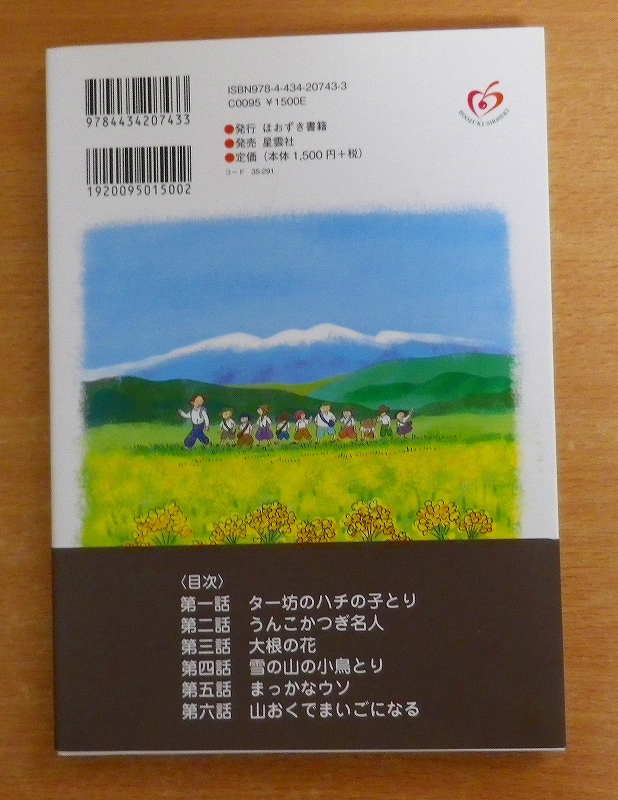 ISBN978-4-434-20743-3
C0095 ¥1500E
9784434207433
●発行 ほおずき書籍
●発売 星雲社
●定価（本体1,500円＋税）
コード 35-291
1920095015002
HOOZUKI SHOSEKI
〈目次〉
第一話 ター坊のハチの子とり
第二話 うんこかつぎ名人
第三話 大根の花
第四話 雪の山の小鳥とり
第五話 まっかなウソ
第六話 山おくでまいごになる